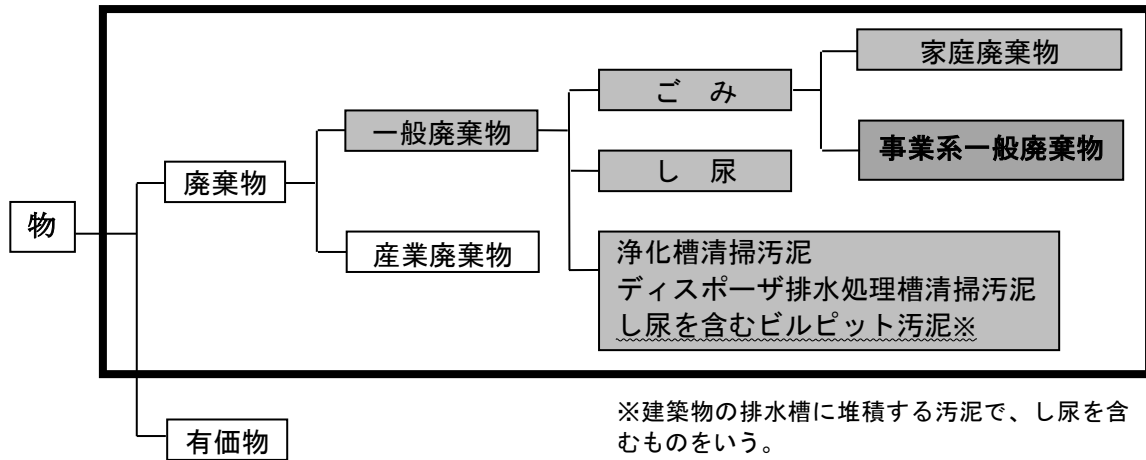 物
廃棄物
有価物
一般廃棄物
産業廃棄物
ご み
し 尿
浄化槽清掃汚泥
ディスポーザ排水処理槽清掃汚泥
し尿を含むビルピット汚泥※
家庭廃棄物
事業系一般廃棄物
※建築物の排水槽に堆積する汚泥で、し尿を含
むものをいう。